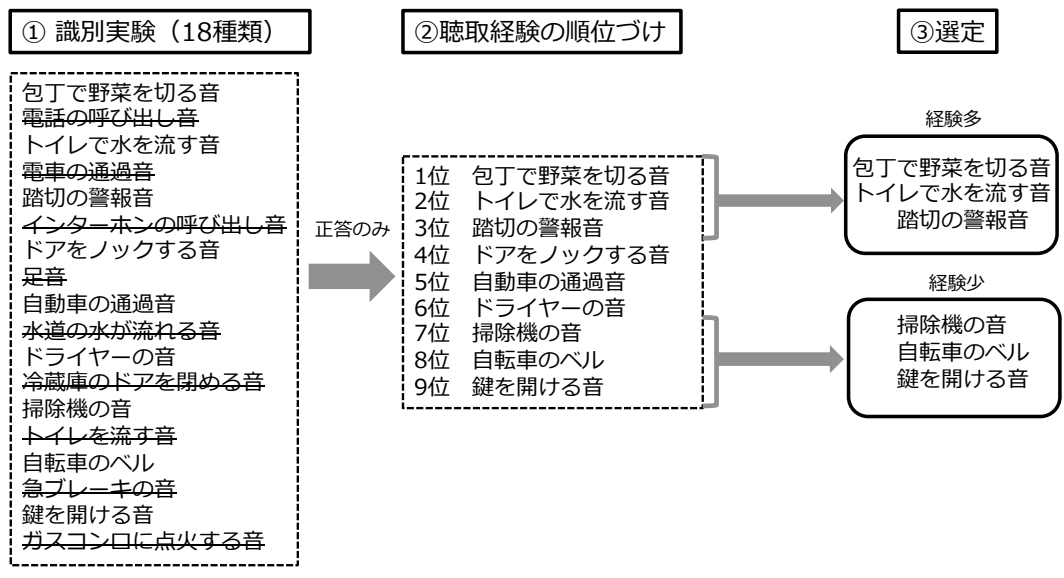 ① 識別実験（18種類）
包丁で野菜を切る音
電話の呼び出し音
トイレで水を流す音
電車の通過音
踏切の警報音
インターホンの呼び出し音
ドアをノックする音
足音
自動車の通過音
水道の水が流れる音
ドライヤーの音
冷蔵庫のドアを閉める音
掃除機の音
トイレを流す音
自転車のベル
急ブレーキの音
鍵を開ける音
ガスコンロに点火する音
正答のみ
②聴取経験の順位づけ
1位 包丁で野菜を切る音
2位 トイレで水を流す音
3位 踏切の警報音
4位 ドアをノックする音
5位 自動車の通過音
6位 ドライヤーの音
7位 掃除機の音
8位 自転車のベル
9位 鍵を開ける音
③選定
経験多
包丁で野菜を切る音
トイレで水を流す音
踏切の警報音
経験少
掃除機の音
自転車のベル
鍵を開ける音